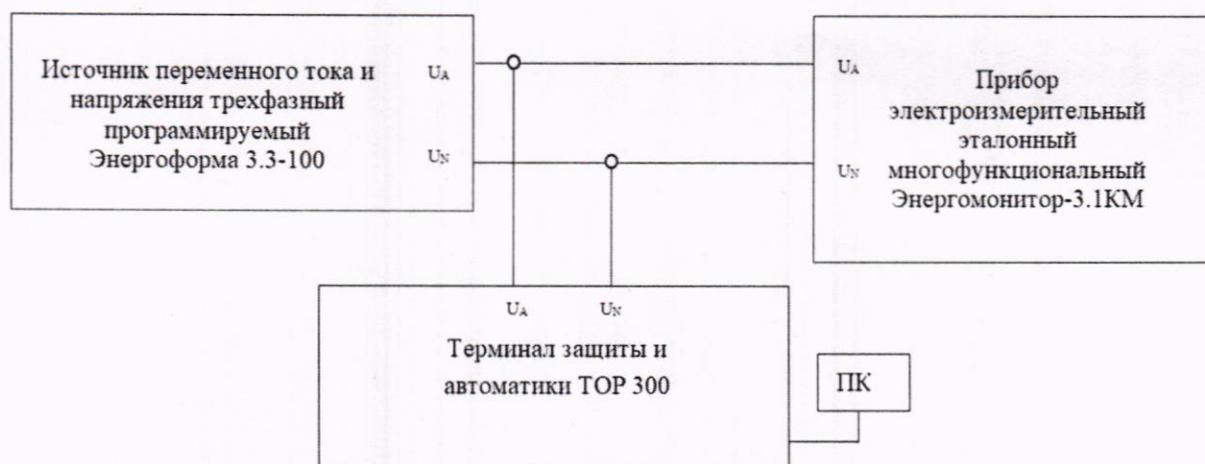 Источник переменного тока и
напряжения трехфазный
программируемый
Энергоформа 3.3-100
UA
UN
UA
UN
Прибор
электроизмерительный
эталонный
многофункциональный
Энергомонитор-3.1КМ
UA
UN
Терминал защиты и
автоматики ТОР 300
ПК